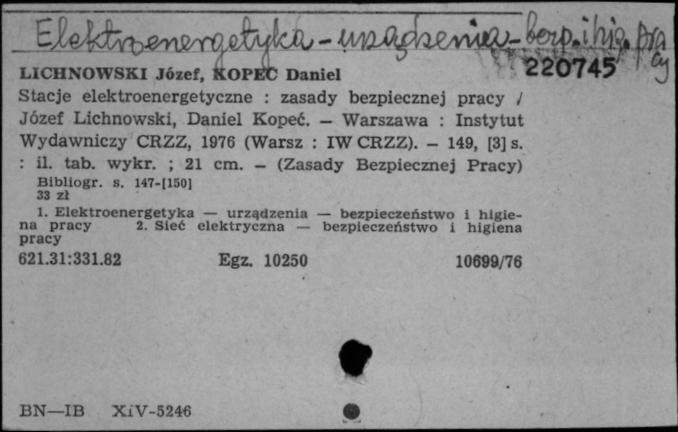 Elektroenergetyka - urządzenia - bezp. i hig. pracy
220745
LICHNOWSKI Józef, KOPEĆ Daniel
Stacje elektroenergetyczne : zasady bezpiecznej pracy /
Józef Lichnowski, Daniel Kopeć. — Warszawa : Instytut
Wydawniczy CRZZ, 1976 (Warsz : IW CRZZ). — 149, [3] s.
: il. tab. wykr. ; 21 cm. — (Zasady Bezpiecznej Pracy)
Bibliogr. s. 147-[150]
33 zł
1. Elektroenergetyka — urządzenia — bezpieczeństwo i higie-
na pracy 2. Sieć elektryczna — bezpieczeństwo i higiena
pracy
621.31:331.82 Egz. 10250 10699/76
BN—IB XIV-5246